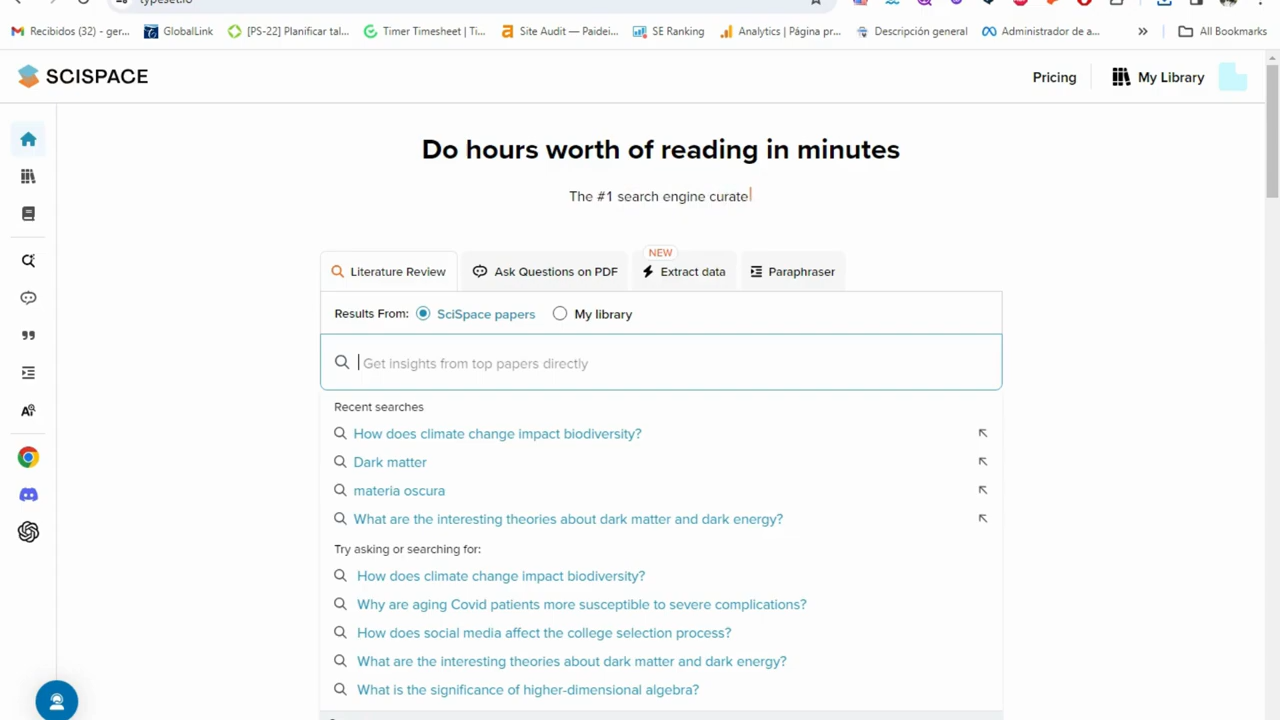 typeset.io
Recibidos (32) - ger... GlobalLink [PS-22] Planificar tal... Timer Timesheet | Ti... Site Audit — Paidei... SE Ranking Analytics | Página pr... Descripción general Administrador de a... » All Bookmarks
SCISPACE Pricing My Library
Do hours worth of reading in minutes
The #1 search engine curate
NEW
Literature Review Ask Questions on PDF Extract data Paraphraser
Results From: SciSpace papers My library
Get insights from top papers directly
Recent searches
How does climate change impact biodiversity?
Dark matter
materia oscura
What are the interesting theories about dark matter and dark energy?
Try asking or searching for:
How does climate change impact biodiversity?
Why are aging Covid patients more susceptible to severe complications?
How does social media affect the college selection process?
What are the interesting theories about dark matter and dark energy?
What is the significance of higher-dimensional algebra?